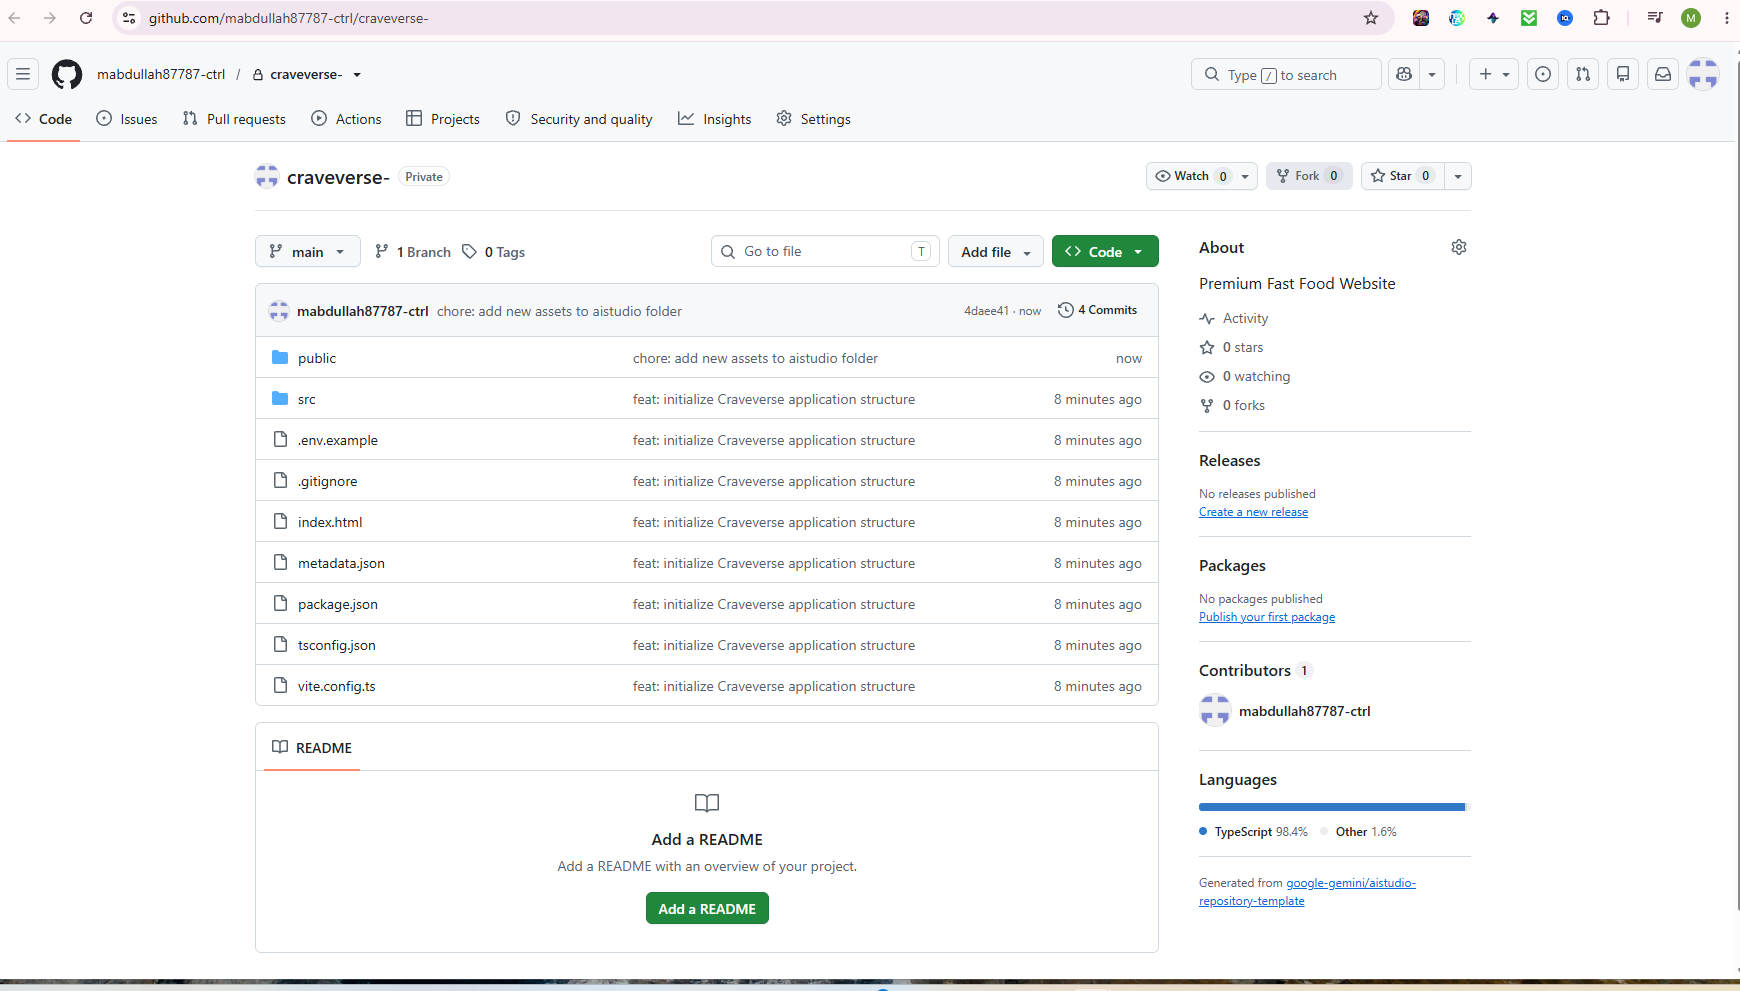 github.com/mabdullah87787-ctrl/craveverse-
M
mabdullah87787-ctrl / craveverse-
Type / to search
Code Issues Pull requests Actions Projects Security and quality Insights Settings
craveverse- Private
Watch 0 Fork 0 Star 0
main 1 Branch 0 Tags Go to file T Add file Code
mabdullah87787-ctrl chore: add new assets to aistudio folder 4daee41 · now 4 Commits
public chore: add new assets to aistudio folder now
src feat: initialize Craveverse application structure 8 minutes ago
.env.example feat: initialize Craveverse application structure 8 minutes ago
.gitignore feat: initialize Craveverse application structure 8 minutes ago
index.html feat: initialize Craveverse application structure 8 minutes ago
metadata.json feat: initialize Craveverse application structure 8 minutes ago
package.json feat: initialize Craveverse application structure 8 minutes ago
tsconfig.json feat: initialize Craveverse application structure 8 minutes ago
vite.config.ts feat: initialize Craveverse application structure 8 minutes ago
README
Add a README
Add a README with an overview of your project.
Add a README
About
Premium Fast Food Website
Activity
0 stars
0 watching
0 forks
Releases
No releases published
Create a new release
Packages
No packages published
Publish your first package
Contributors 1
mabdullah87787-ctrl
Languages
TypeScript 98.4% Other 1.6%
Generated from google-gemini/aistudio-
repository-template